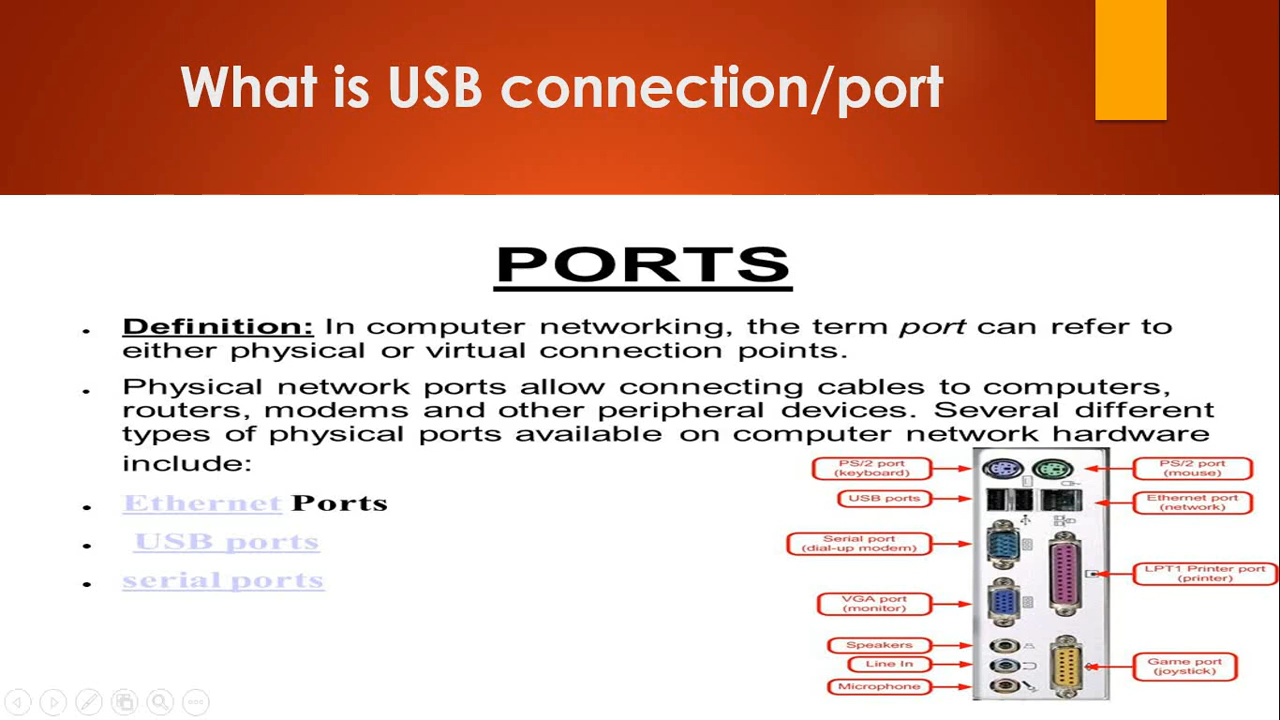 What is USB connection/port
PORTS
Definition: In computer networking, the term port can refer to
either physical or virtual connection points.
Physical network ports allow connecting cables to computers,
routers, modems and other peripheral devices. Several different
types of physical ports available on computer network hardware
include:
Ethernet Ports
USB ports
serial ports
PS/2 port
(keyboard)
USB ports
Serial port
(dial-up modem)
VGA port
(monitor)
Speakers
Line In
Microphone
PS/2 port
(mouse)
Ethernet port
(network)
LPT1 Printer port
(printer)
Game port
(joystick)